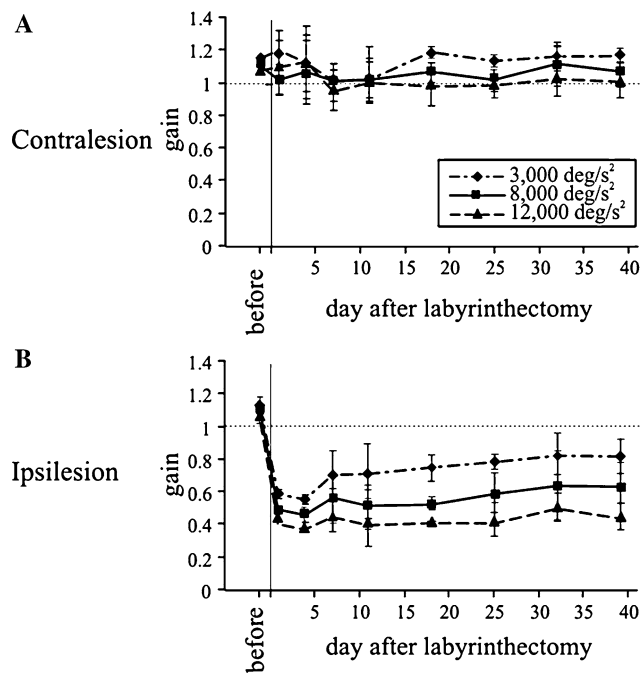 A
Contralesion
gain
1.4
1.2
1
0.8
0.6
0.4
0.2
0
3,000 deg/s²
8,000 deg/s²
12,000 deg/s²
before
5 10 15 20 25 30 35 40
day after labyrinthectomy
B
Ipsilesion
gain
1.4
1.2
1
0.8
0.6
0.4
0.2
0
before
5 10 15 20 25 30 35 40
day after labyrinthectomy